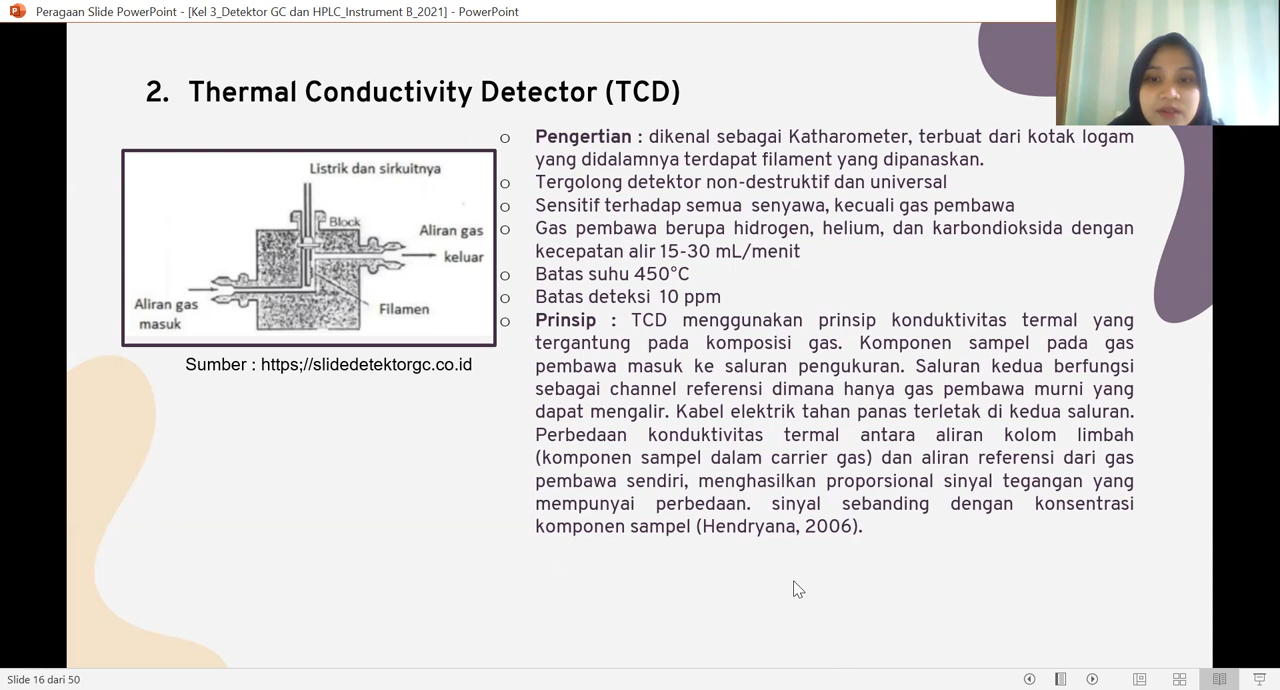 Peragaan Slide PowerPoint - [Kel 3_Detektor GC dan HPLC_Instrument B_2021] - PowerPoint
2. Thermal Conductivity Detector (TCD)
Listrik dan sirkuitnya
Block
Aliran gas
keluar
Aliran gas
masuk
Filamen
Sumber : https;//slidedetektorgc.co.id
o Pengertian : dikenal sebagai Katharometer, terbuat dari kotak logam
yang didalamnya terdapat filament yang dipanaskan.
o Tergolong detektor non-destruktif dan universal
o Sensitif terhadap semua senyawa, kecuali gas pembawa
o Gas pembawa berupa hidrogen, helium, dan karbondioksida dengan
kecepatan alir 15-30 mL/menit
o Batas suhu 450°C
o Batas deteksi 10 ppm
o Prinsip : TCD menggunakan prinsip konduktivitas termal yang
tergantung pada komposisi gas. Komponen sampel pada gas
pembawa masuk ke saluran pengukuran. Saluran kedua berfungsi
sebagai channel referensi dimana hanya gas pembawa murni yang
dapat mengalir. Kabel elektrik tahan panas terletak di kedua saluran.
Perbedaan konduktivitas termal antara aliran kolom limbah
(komponen sampel dalam carrier gas) dan aliran referensi dari gas
pembawa sendiri, menghasilkan proporsional sinyal tegangan yang
mempunyai perbedaan. sinyal sebanding dengan konsentrasi
komponen sampel (Hendryana, 2006).
Slide 16 dari 50